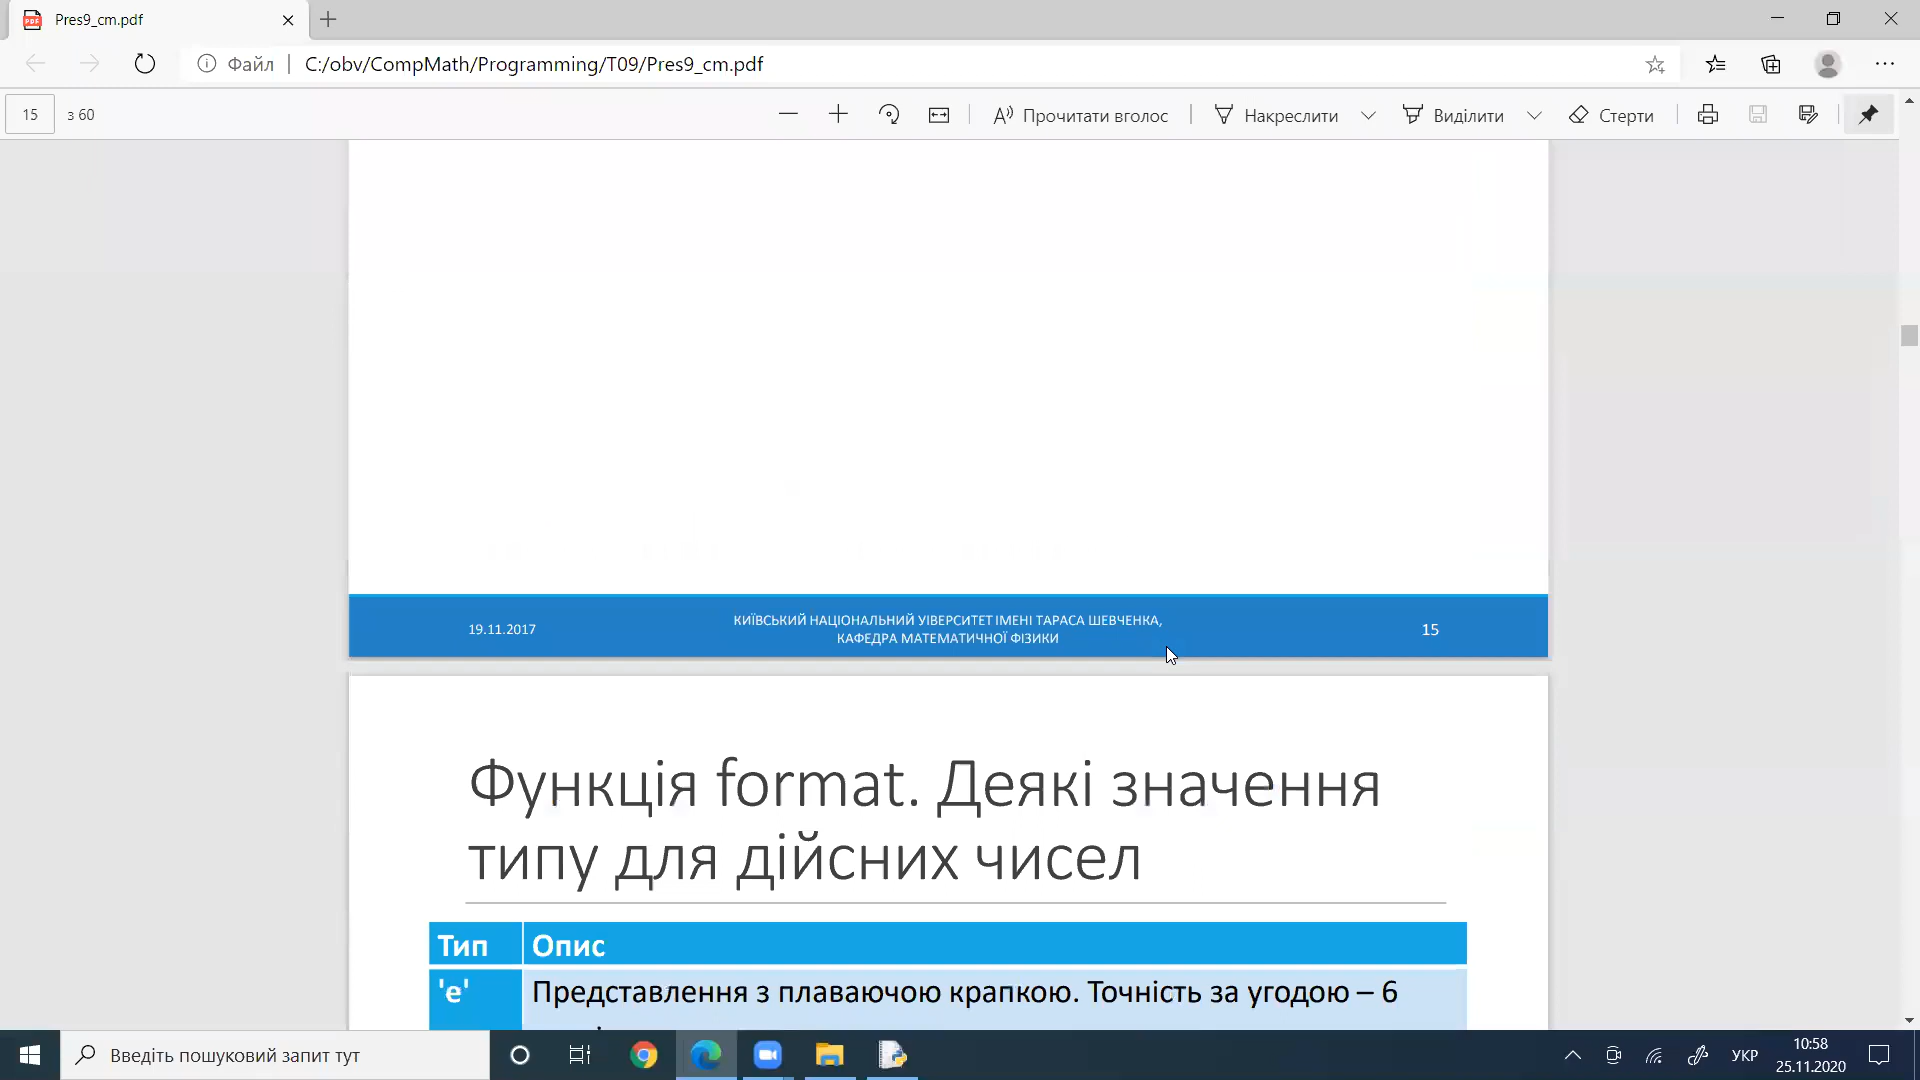 Pres9_cm.pdf
Файл | C:/obv/CompMath/Programming/T09/Pres9_cm.pdf
15 з 60 Прочитати вголос Накреслити Виділити Стерти
19.11.2017
КИЇВСЬКИЙ НАЦІОНАЛЬНИЙ УІВЕРСИТЕТ ІМЕНІ ТАРАСА ШЕВЧЕНКА,
КАФЕДРА МАТЕМАТИЧНОЇ ФІЗИКИ
15
Функція format. Деякі значення
типу для дійсних чисел
Тип Опис
'e' Представлення з плаваючою крапкою. Точність за угодою – 6
Введіть пошуковий запит тут
УКР
10:58
25.11.2020